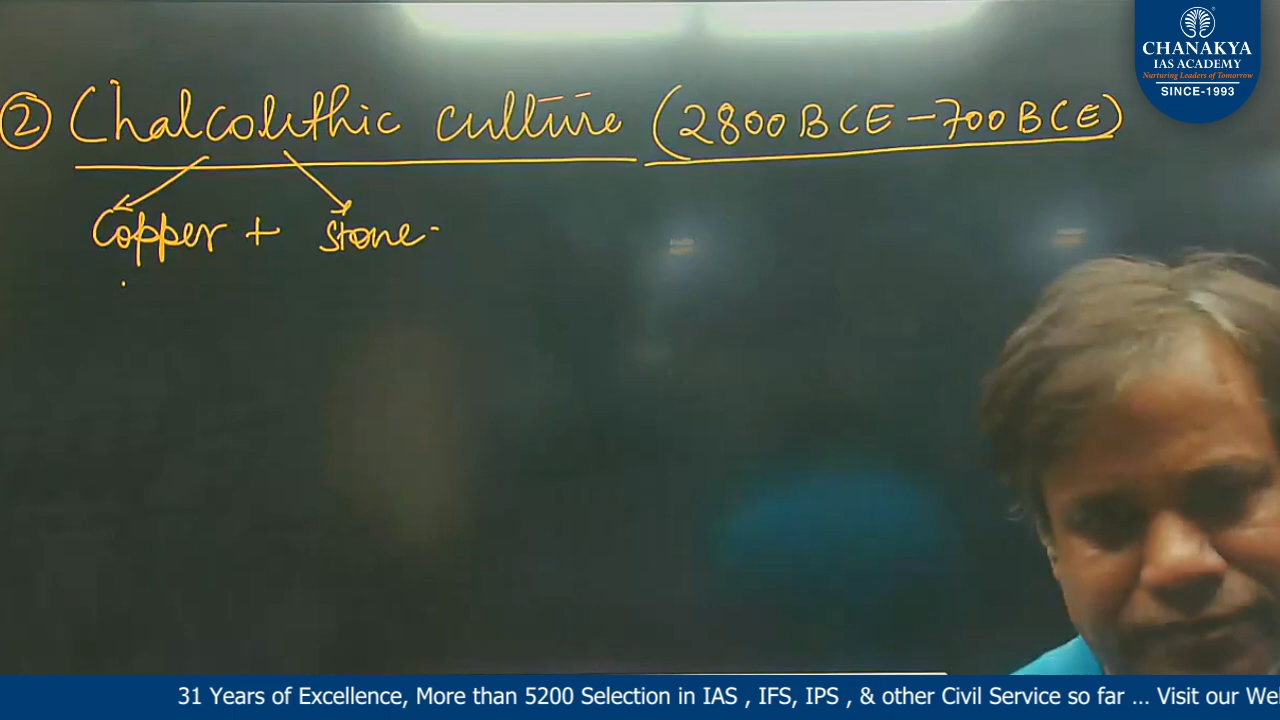 CHANAKYA
IAS ACADEMY
Nurturing Leaders of Tomorrow
SINCE-1993
② Chalcolithic culture (2800 BCE - 700 BCE)
Copper + stone
31 Years of Excellence, More than 5200 Selection in IAS , IFS, IPS , & other Civil Service so far ... Visit our We